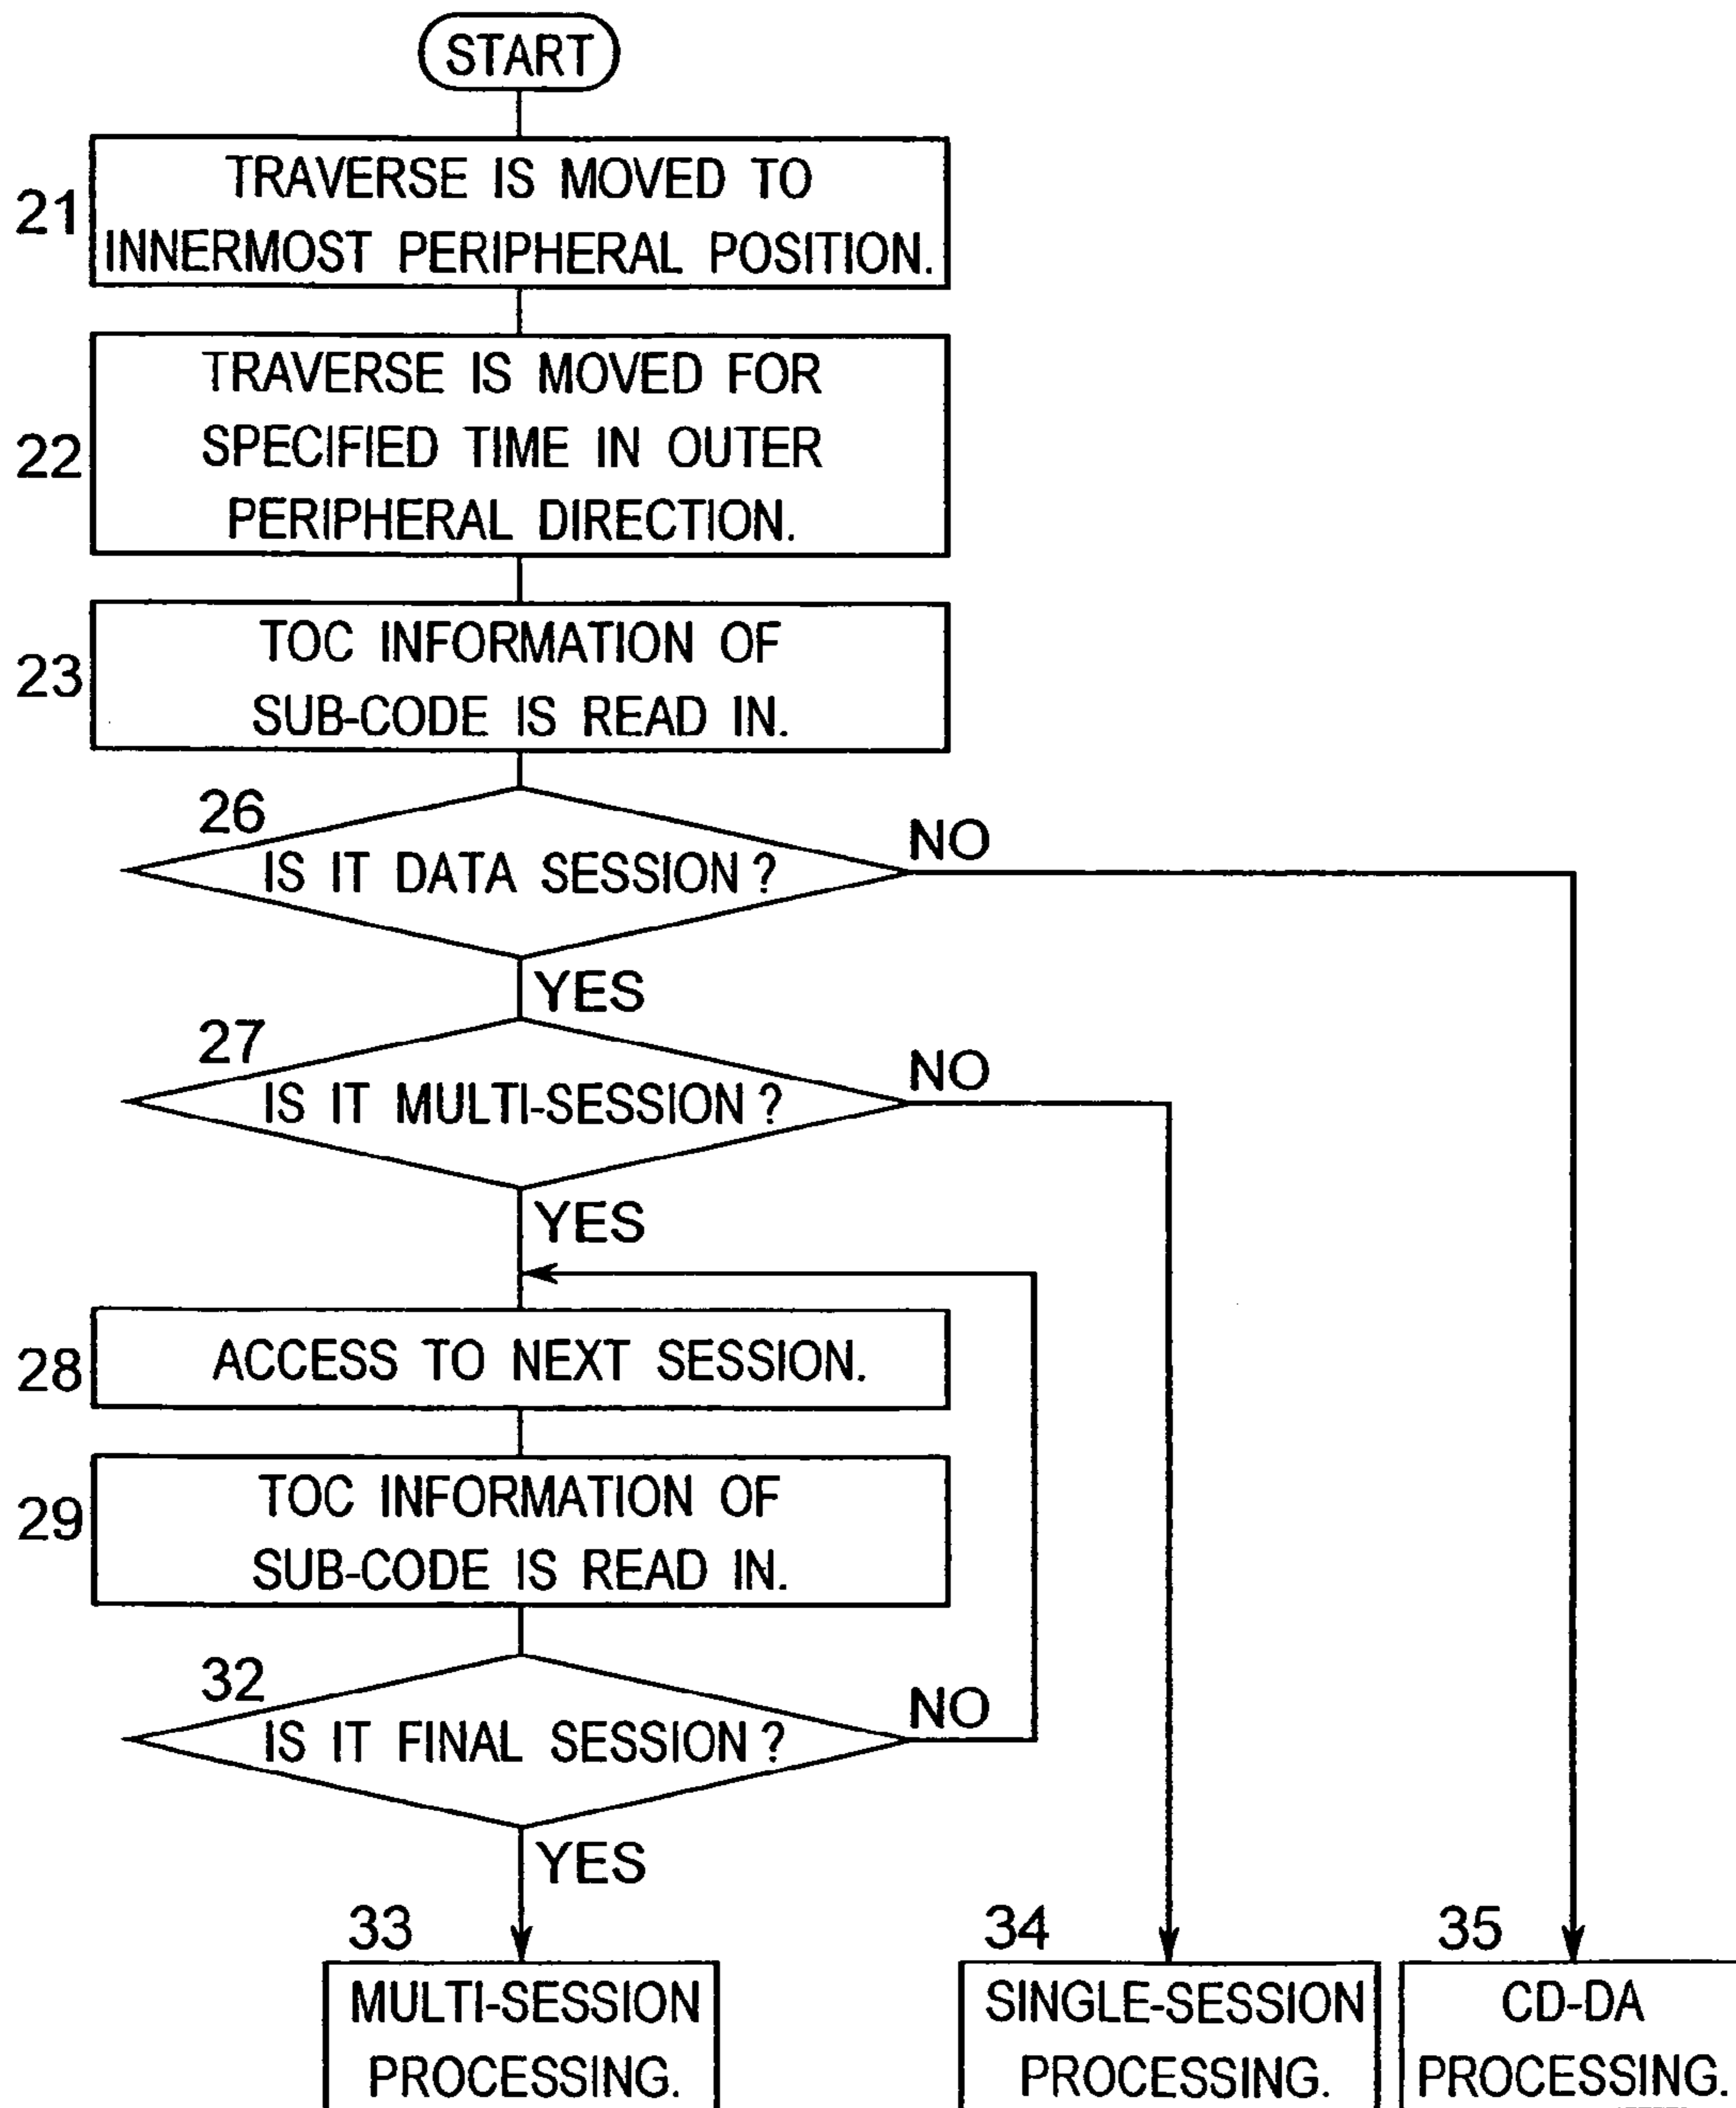 START
21
TRAVERSE IS MOVED TO
INNERMOST PERIPHERAL POSITION.
22
TRAVERSE IS MOVED FOR
SPECIFIED TIME IN OUTER
PERIPHERAL DIRECTION.
23
TOC INFORMATION OF
SUB-CODE IS READ IN.
26
IS IT DATA SESSION?
NO
YES
27
IS IT MULTI-SESSION?
NO
YES
28
ACCESS TO NEXT SESSION.
29
TOC INFORMATION OF
SUB-CODE IS READ IN.
32
IS IT FINAL SESSION?
NO
YES
33
MULTI-SESSION
PROCESSING.
34
SINGLE-SESSION
PROCESSING.
35
CD-DA
PROCESSING.